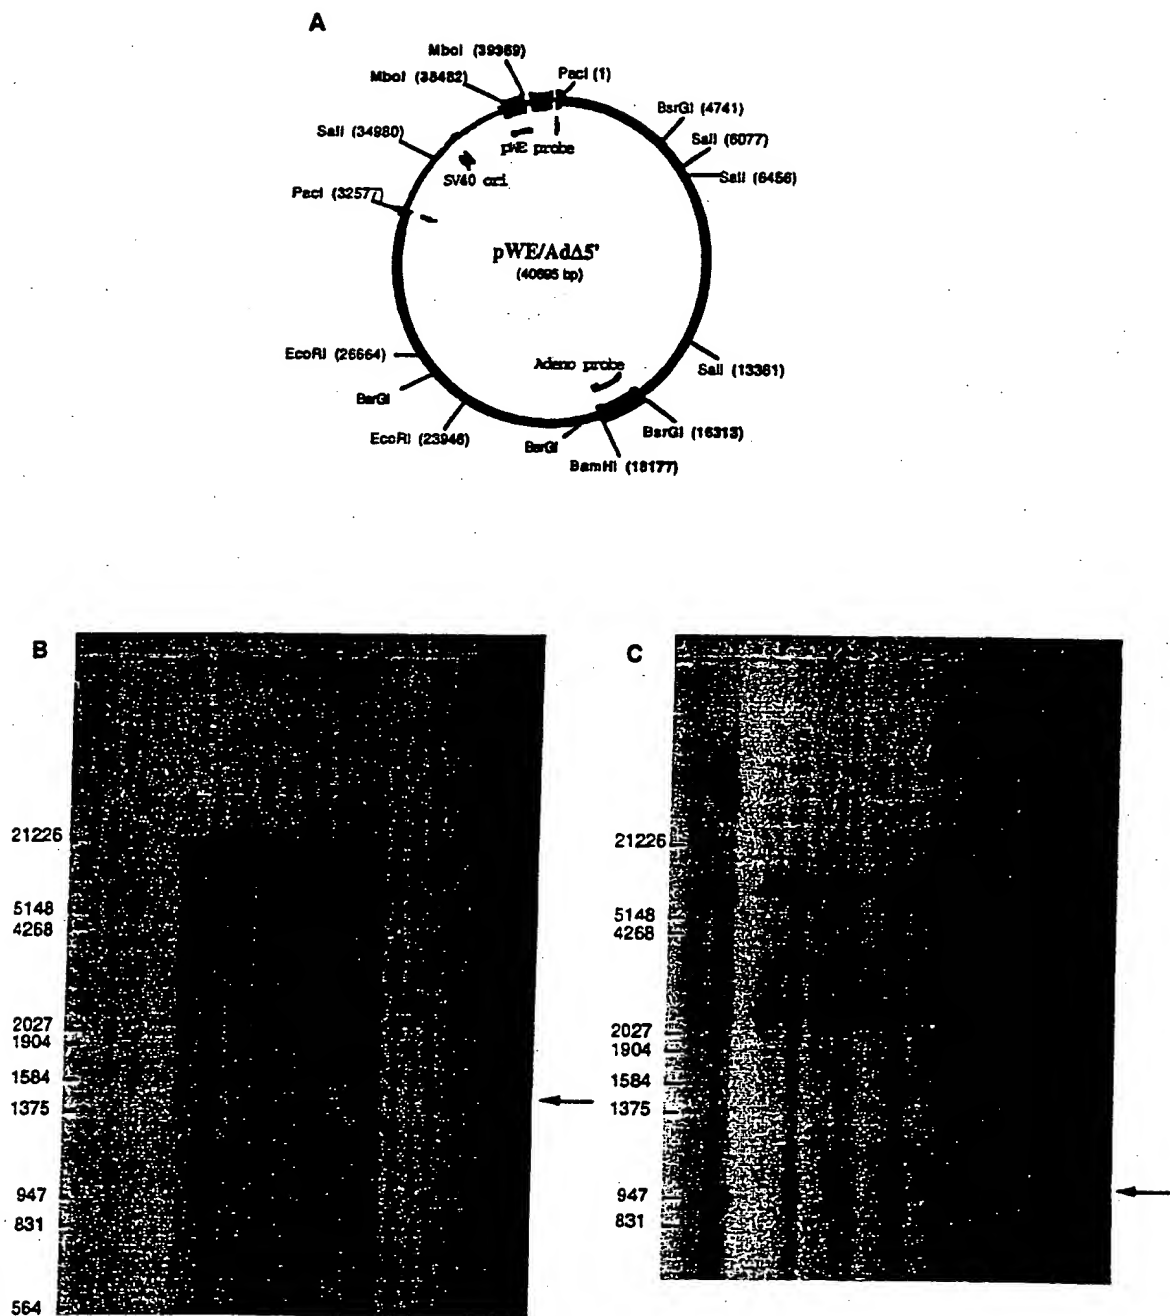 A
MboI (39369)
MboI (38482)
PacI (1)
BsrGI (4741)
SalI (34980)
SalI (6077)
pWE probe
SV40 ori
SalI (6456)
PacI (32577)
pWE/AdΔ5'
(40695 bp)
EcoRI (26664)
Adeno probe
SalI (13361)
BsrGI
EcoRI (23946)
BsrGI
BsrGI (16313)
BamHI (18177)
B
C
21226
21226
5148
5148
4268
4268
2027
2027
1904
1904
1584
1584
1375
1375
947
947
831
831
564